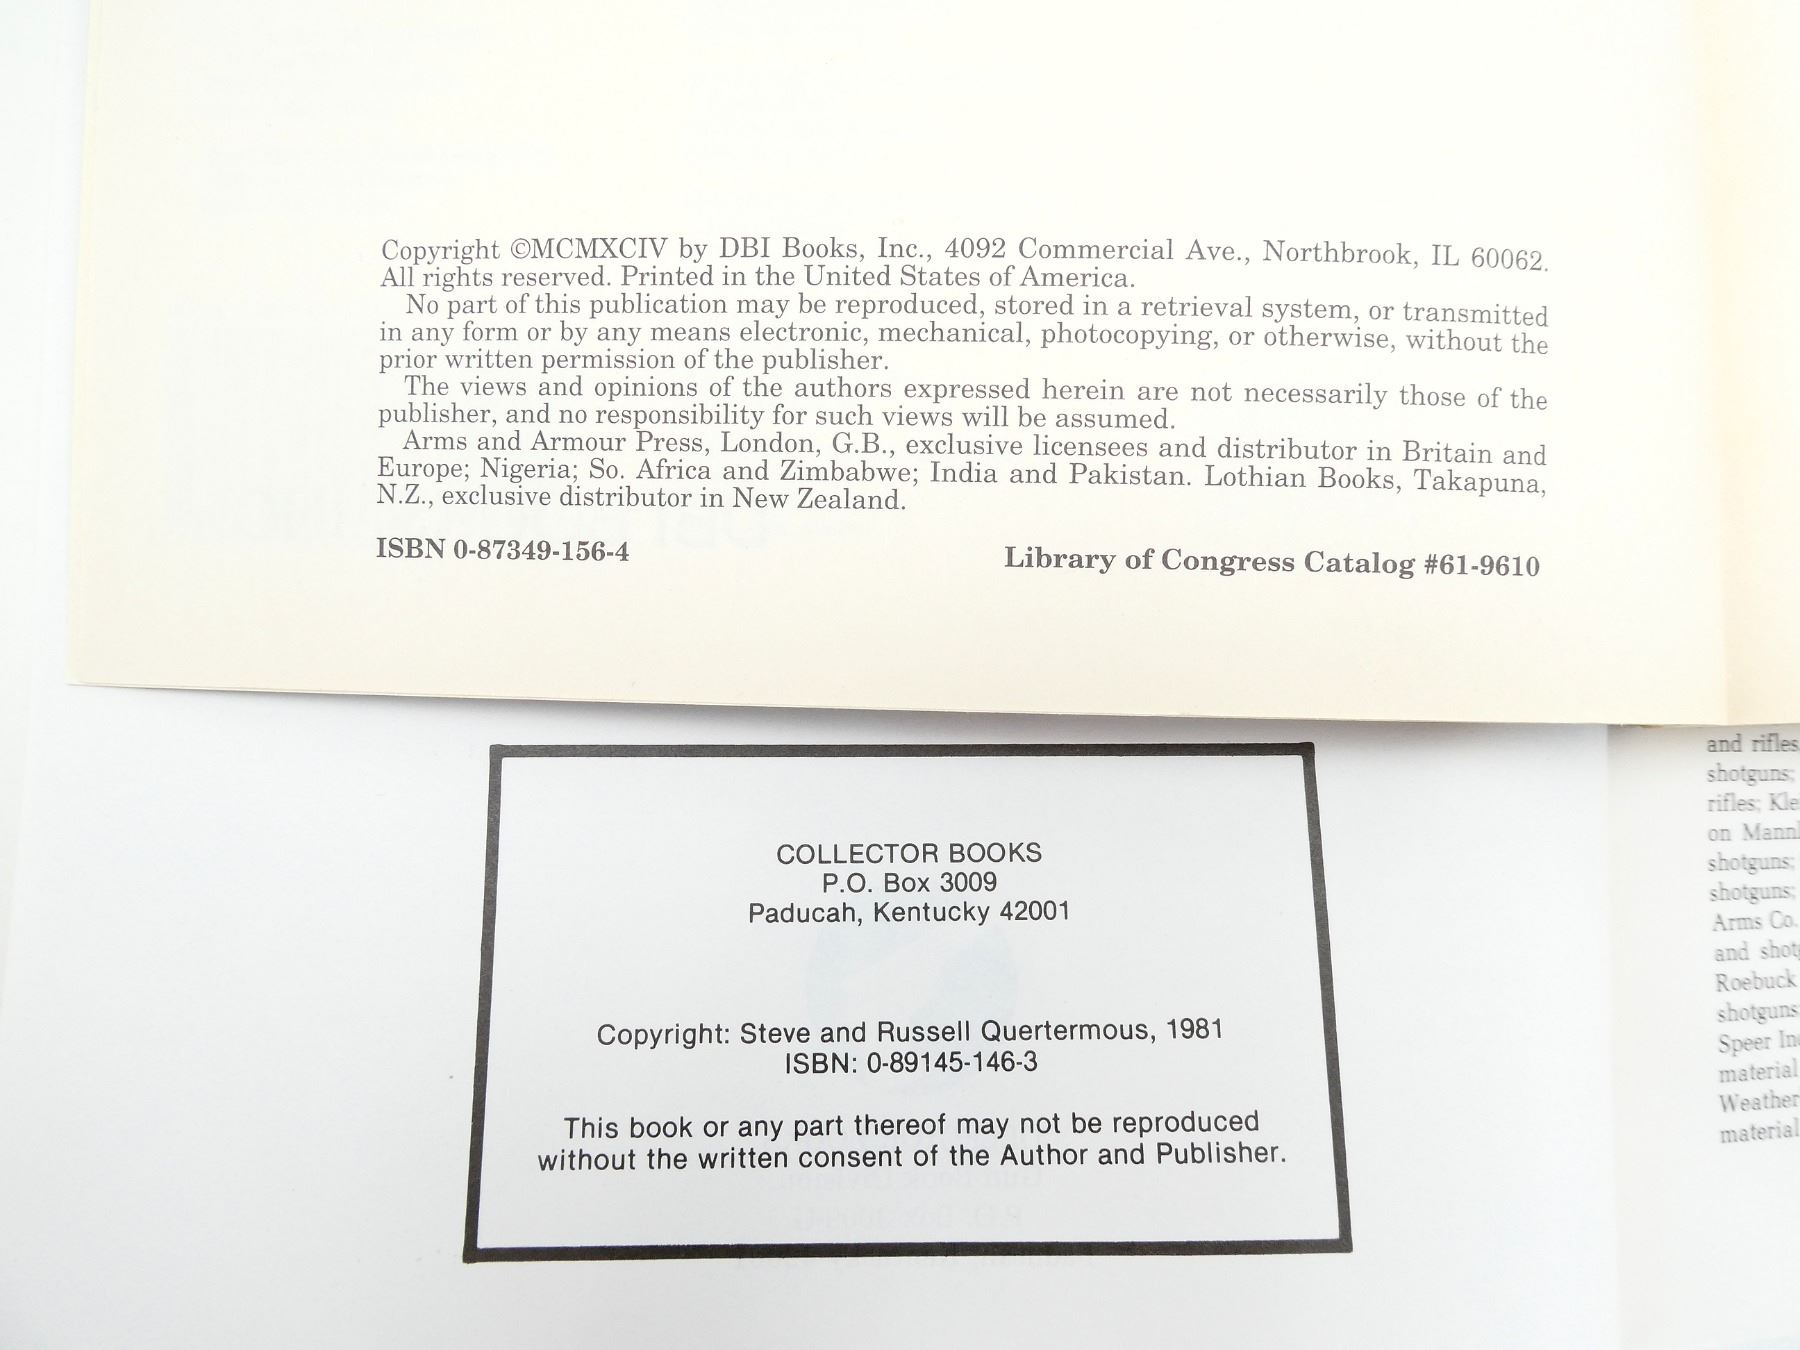 Copyright ©MCMXCIV by DBI Books, Inc., 4092 Commercial Ave., Northbrook, IL 60062.
All rights reserved. Printed in the United States of America.
No part of this publication may be reproduced, stored in a retrieval system, or transmitted
in any form or by any means electronic, mechanical, photocopying, or otherwise, without the
prior written permission of the publisher.
The views and opinions of the authors expressed herein are not necessarily those of the
publisher, and no responsibility for such views will be assumed.
Arms and Armour Press, London, G.B., exclusive licensees and distributor in Britain and
Europe; Nigeria; So. Africa and Zimbabwe; India and Pakistan. Lothian Books, Takapuna,
N.Z., exclusive distributor in New Zealand.
ISBN 0-87349-156-4
Library of Congress Catalog #61-9610
COLLECTOR BOOKS
P.O. Box 3009
Paducah, Kentucky 42001
Copyright: Steve and Russell Quertermous, 1981
ISBN: 0-89145-146-3
This book or any part thereof may not be reproduced
without the written consent of the Author and Publisher.
and rifles
shotguns;
rifles;
on
shotguns;
shotguns;
Arms Co.
and
Roebuck
shotguns
Speer
material
material